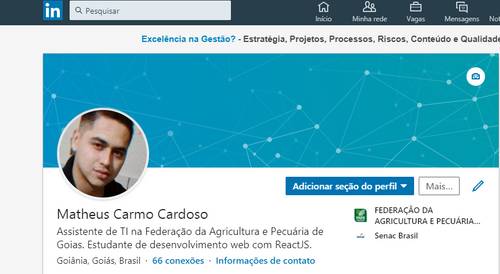 in
Pesquisar
Início
Minha rede
Vagas
Mensagens
Excelência na Gestão? - Estratégia, Projetos, Processos, Riscos, Conteúdo e Qualidade
Adicionar seção do perfil
Mais...
Matheus Carmo Cardoso
Assistente de TI na Federação da Agricultura e Pecuária de
Goias. Estudante de desenvolvimento web com ReactJS.
Goiânia, Goiás, Brasil · 66 conexões · Informações de contato
FEDERAÇÃO DA
AGRICULTURA E PECUÁRIA...
Senac Brasil